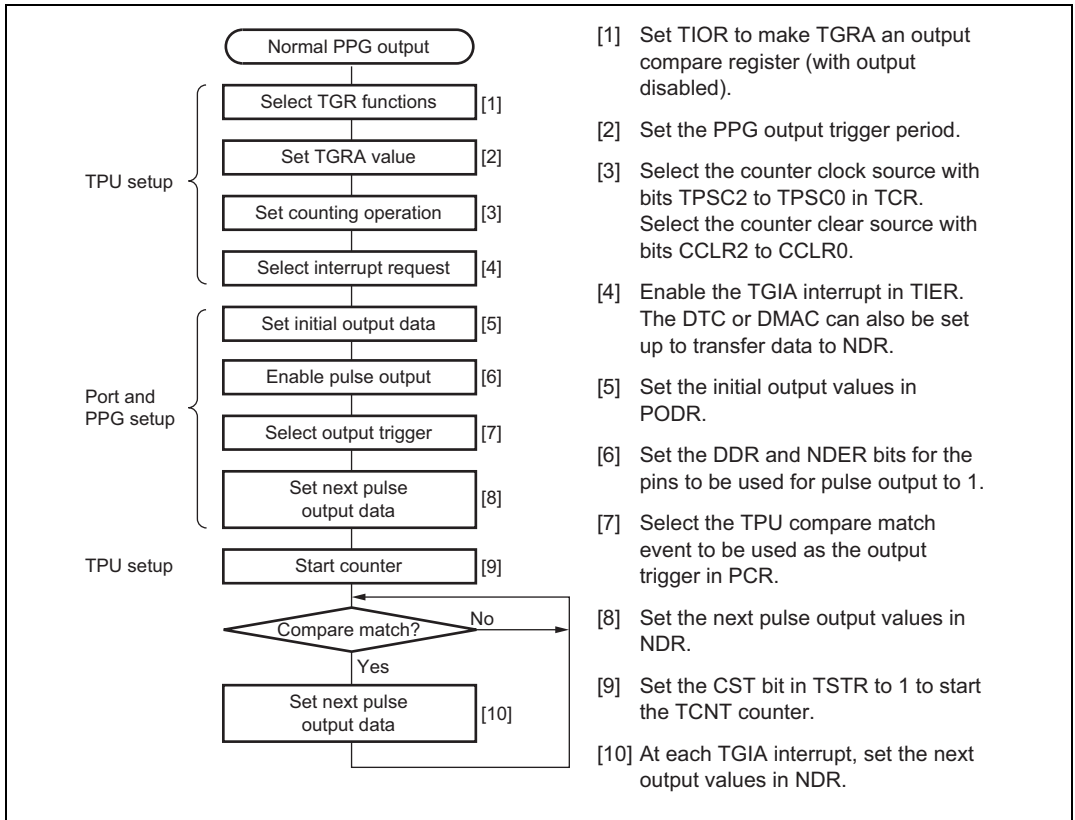 Normal PPG output
Select TGR functions [1]
Set TGRA value [2]
TPU setup
Set counting operation [3]
Select interrupt request [4]
Set initial output data [5]
Enable pulse output [6]
Port and
PPG setup
Select output trigger [7]
Set next pulse
output data
[8]
TPU setup
Start counter [9]
Compare match?
No
Yes
Set next pulse
output data
[10]
[1] Set TIOR to make TGRA an output
compare register (with output
disabled).
[2] Set the PPG output trigger period.
[3] Select the counter clock source with
bits TPSC2 to TPSC0 in TCR.
Select the counter clear source with
bits CCLR2 to CCLR0.
[4] Enable the TGIA interrupt in TIER.
The DTC or DMAC can also be set
up to transfer data to NDR.
[5] Set the initial output values in
PODR.
[6] Set the DDR and NDER bits for the
pins to be used for pulse output to 1.
[7] Select the TPU compare match
event to be used as the output
trigger in PCR.
[8] Set the next pulse output values in
NDR.
[9] Set the CST bit in TSTR to 1 to start
the TCNT counter.
[10] At each TGIA interrupt, set the next
output values in NDR.